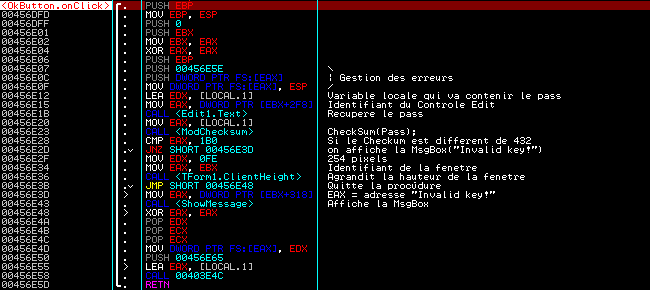 <OkButton.onClick> PUSH EBP
00456DFD MOV EBP, ESP
00456DFF PUSH 0
00456E01 PUSH EBX
00456E02 MOV EBX, EAX
00456E04 XOR EAX, EAX
00456E06 PUSH EBP
00456E07 PUSH 00456E5E \
00456E0C PUSH DWORD PTR FS:[EAX] | Gestion des erreurs
00456E0F MOV DWORD PTR FS:[EAX], ESP /
00456E12 LEA EDX, [LOCAL.1] Variable locale qui va contenir le pass
00456E15 MOV EAX, DWORD PTR [EBX+2F8] Identifiant du Controle Edit
00456E1B CALL <Edit1.Text> Recupere le pass
00456E20 MOV EAX, [LOCAL.1]
00456E23 CALL <ModChecksum> CheckSum(Pass);
00456E28 CMP EAX, 1B0 Si le Checkum est different de 432
00456E2D JNZ SHORT 00456E3D on affiche la MsgBox("Invalid key!")
00456E2F MOV EDX, 0FE 254 pixels
00456E34 MOV EAX, EBX Identifiant de la fenetre
00456E36 CALL <TForm1.ClientHeight> Agrandit la hauteur de la fenetre
00456E3B JMP SHORT 00456E48 Quitte la procúdure
00456E3D MOV EAX, DWORD PTR [EBX+318] EAX = adresse "Invalid key!"
00456E43 CALL <ShowMessage> Affiche la MsgBox
00456E48 XOR EAX, EAX
00456E4A POP EDX
00456E4B POP ECX
00456E4C POP ECX
00456E4D MOV DWORD PTR FS:[EAX], EDX
00456E50 PUSH 00456E65
00456E55 LEA EAX, [LOCAL.1]
00456E58 CALL 00403E4C
00456E5D RETN